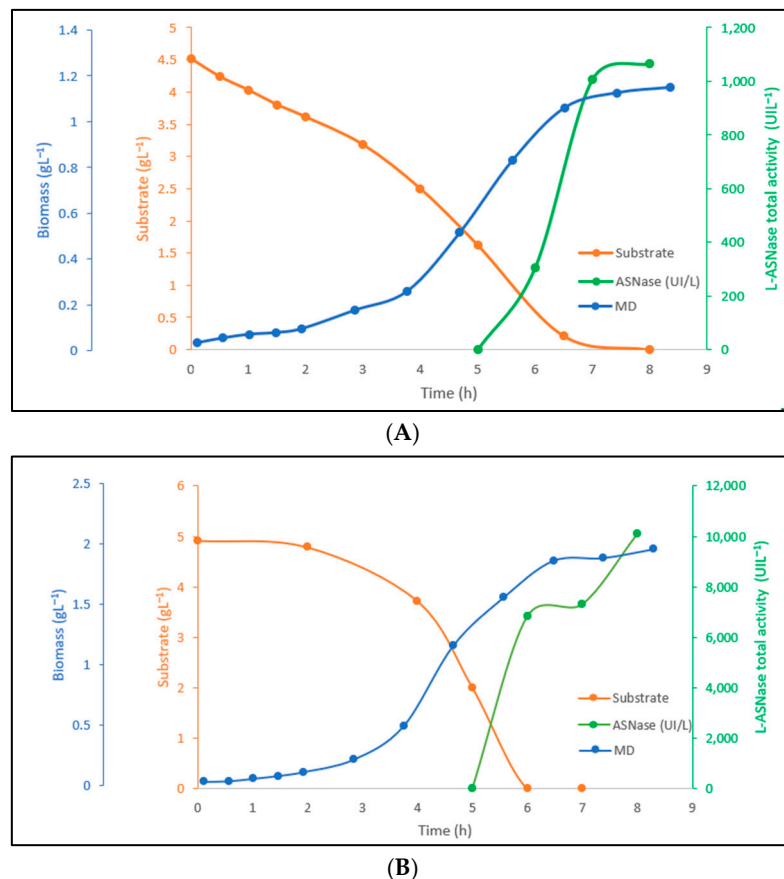 Biomass (gL⁻¹)
1.4
1.2
1
0.8
0.6
0.4
0.2
0
Substrate (gL⁻¹)
5
4.5
4
3.5
3
2.5
2
1.5
1
0.5
0
0 1 2 3 4 5 6 7 8 9
Time (h)
Substrate
ASNase (UI/L)
MD
1,200
1,000
800
600
400
200
0
L-ASNase total activity (UIL⁻¹)
(A)
Biomass (gL⁻¹)
2.5
2
1.5
1
0.5
0
Substrate (gL⁻¹)
6
5
4
3
2
1
0
0 1 2 3 4 5 6 7 8 9
Time (h)
Substrate
ASNase (UI/L)
MD
12,000
10,000
8,000
6,000
4,000
2,000
0
L-ASNase total activity (UIL⁻¹)
(B)